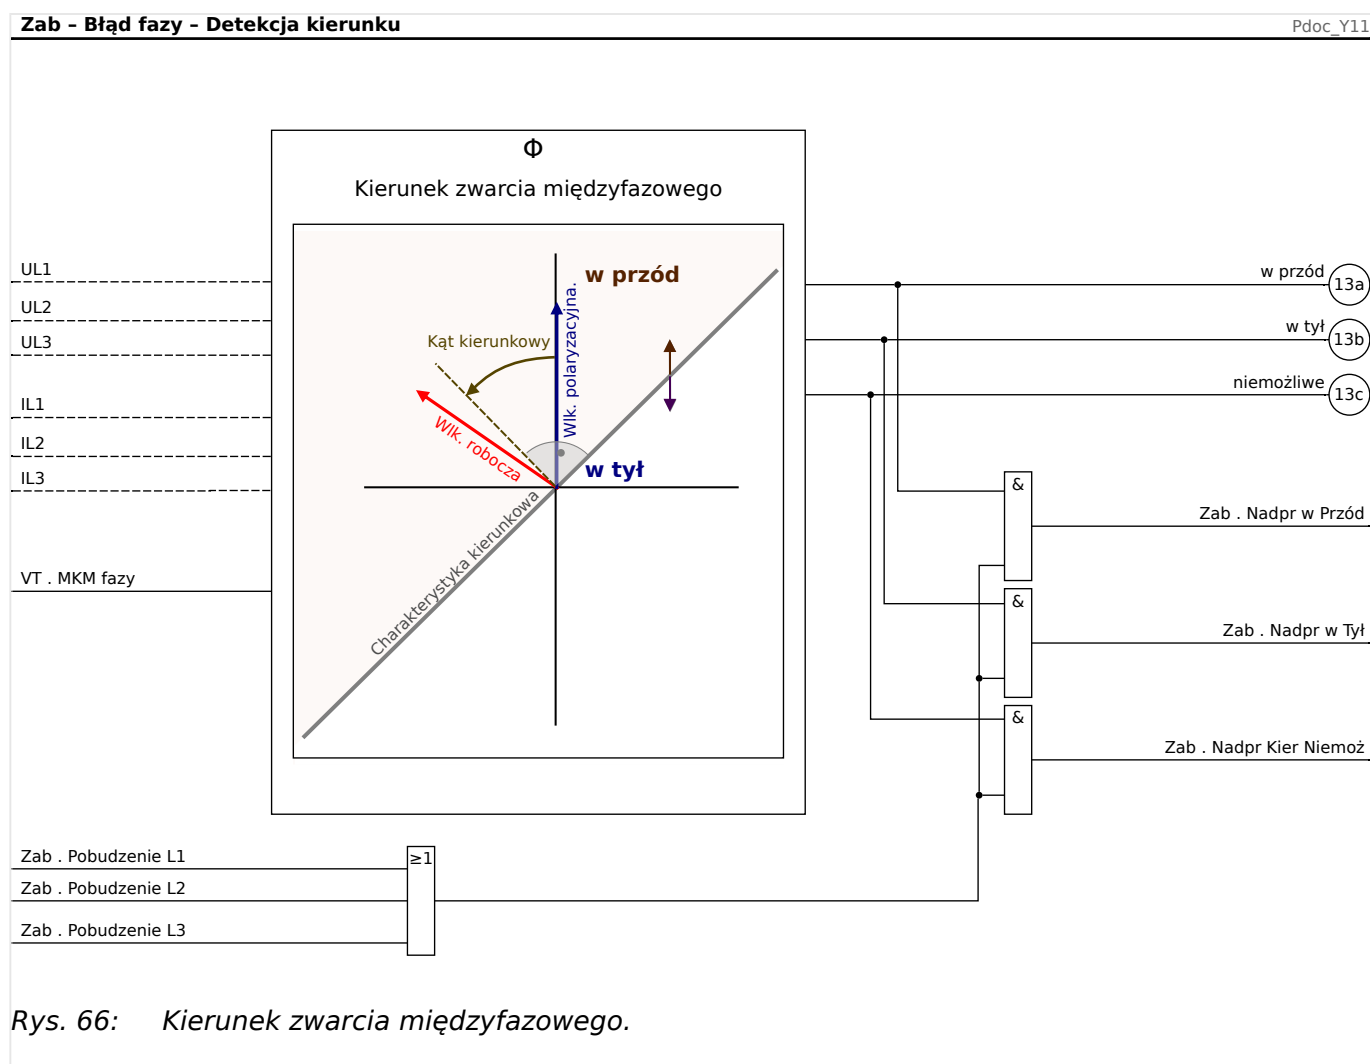 Zab – Błąd fazy – Detekcja kierunku
Pdoc_Y11
Φ
Kierunek zwarcia międzyfazowego
UL1
UL2
UL3
IL1
IL2
IL3
VT . MKM fazy
w przód
Kąt kierunkowy
Wlk. polaryzacyjna.
Wlk. robocza
w tył
Charakterystyka kierunkowa
w przód
13a
w tył
13b
niemożliwe
13c
&
Zab . Nadpr w Przód
&
Zab . Nadpr w Tył
&
Zab . Nadpr Kier Niemoż
Zab . Pobudzenie L1
Zab . Pobudzenie L2
Zab . Pobudzenie L3
≥1
Rys. 66: Kierunek zwarcia międzyfazowego.